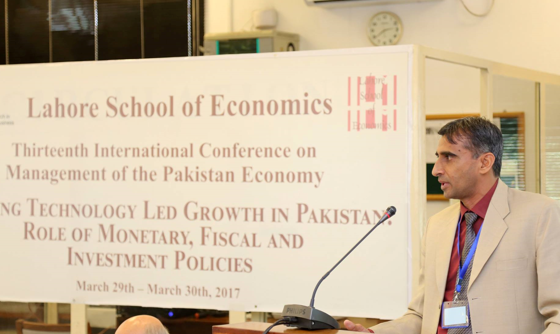 Lahore School of Economics
Thirteenth International Conference on
Management of the Pakistan Economy
ng Technology Led Growth in Pakistan:
Role of Monetary, Fiscal and
Investment Policies
March 29th – March 30th, 2017